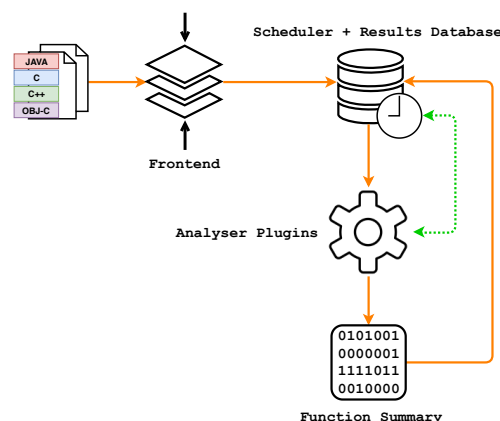 Scheduler + Results Database
JAVA
C
C++
OBJ-C
Frontend
Analyser Plugins
0101001
0000001
1111011
0010000
Function Summary